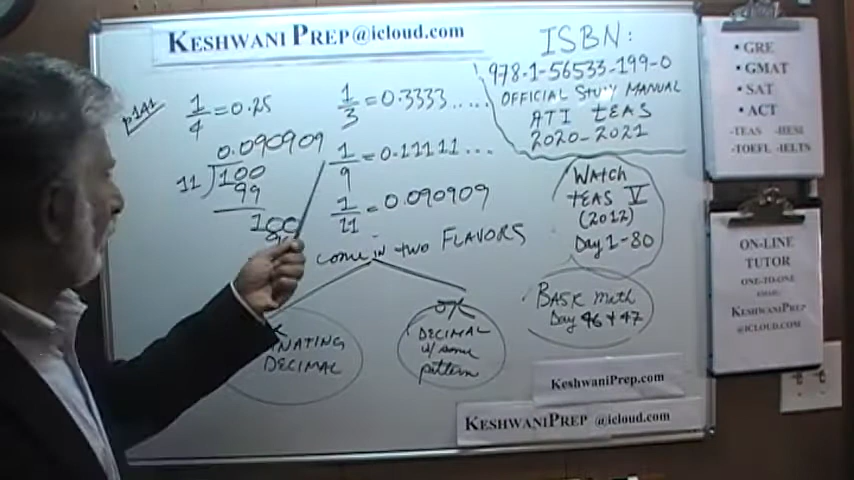 KESHWANI PREP@icloud.com
p141
1/4 = 0.25
0.090909
11)100
99
100
1/3 = 0.3333.....
1/9 = 0.11111...
1/11 = 0.090909
come in two FLAVORS
DECIMAL
OK
DECIMAL
w/ some
pattern
ISBN:
978-1-56533-199-0
OFFICIAL STUDY MANUAL
ATI TEAS
2020-2021
WATCH
TEAS V
(2012)
Day 1-80
BASIC Math
Day 46 + 47
KESHWANIPREP.com
KESHWANIPREP @icloud.com
• GRE
• GMAT
• SAT
• ACT
-TEAS -HESI
-TOEFL -IELTS
ON-LINE
TUTOR
ONE-TO-ONE
EMAIL:
KESHWANIPREP
@ICLOUD.COM